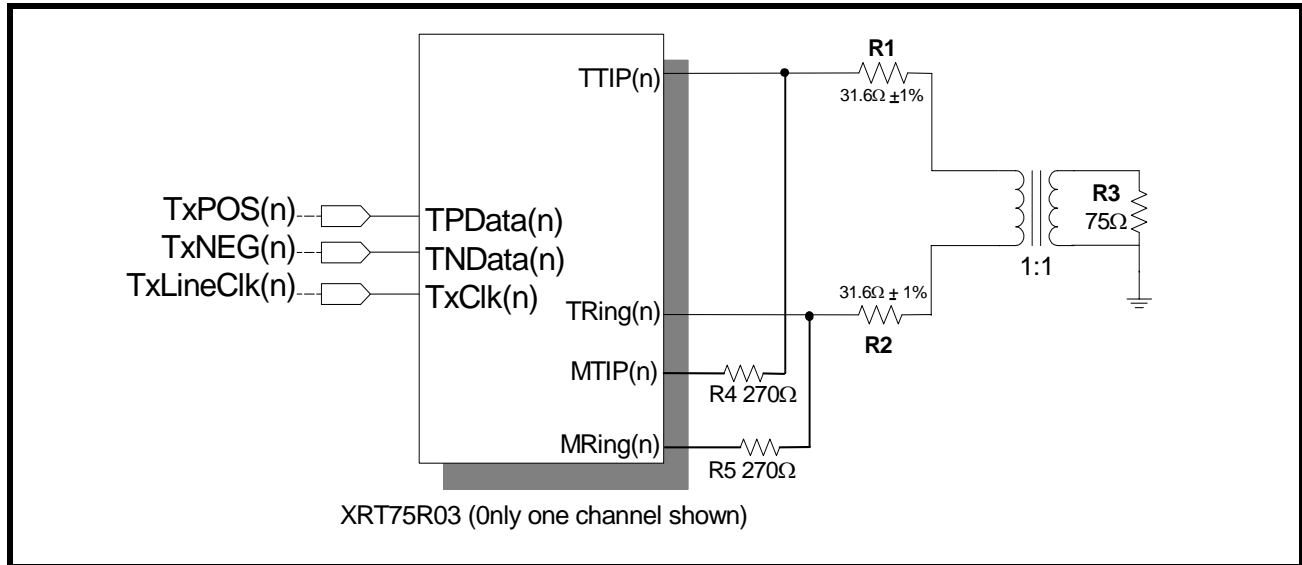 R1
TTIP(n)
31.6Ω ±1%
TxPOS(n)
TPData(n)
R3
75Ω
TxNEG(n)
TNData(n)
1:1
TxLineClk(n)
TxClk(n)
31.6Ω ± 1%
TRing(n)
R2
MTIP(n)
R4 270Ω
MRing(n)
R5 270Ω
XRT75R03 (0nly one channel shown)